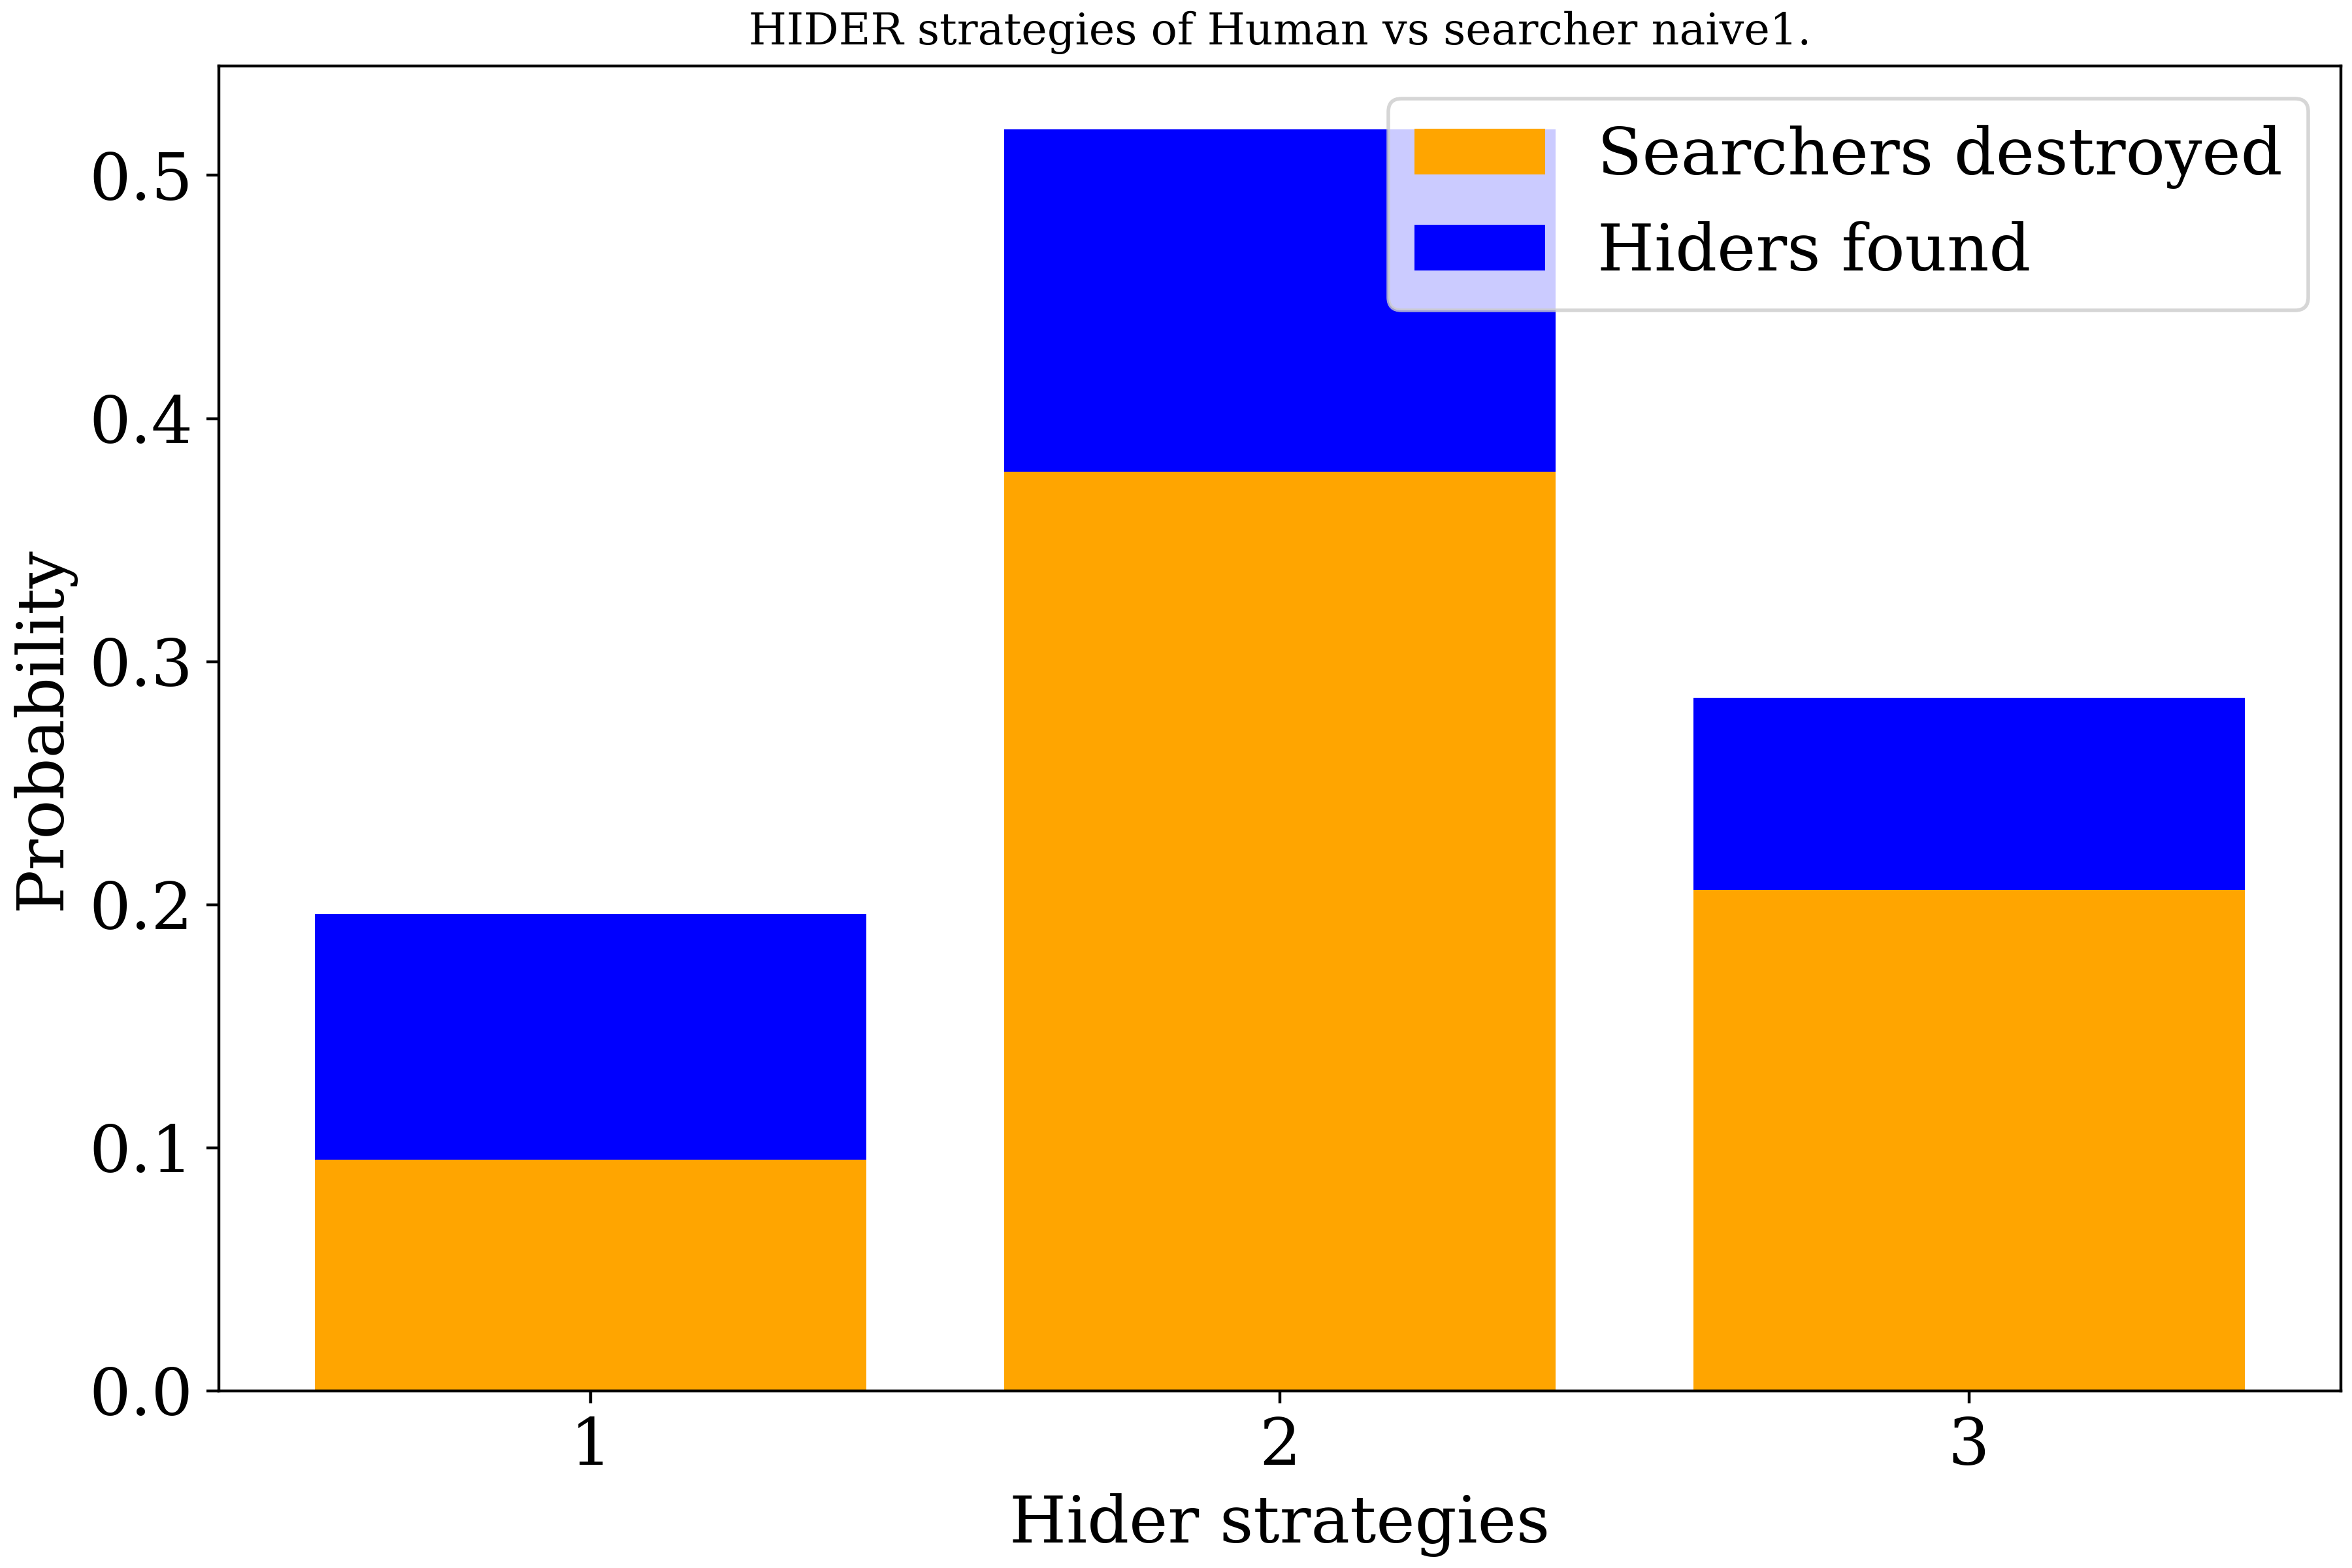 HIDER strategies of Human vs searcher naive1.
Searchers destroyed
Hiders found
Probability
0.5
0.4
0.3
0.2
0.1
0.0
1
2
3
Hider strategies